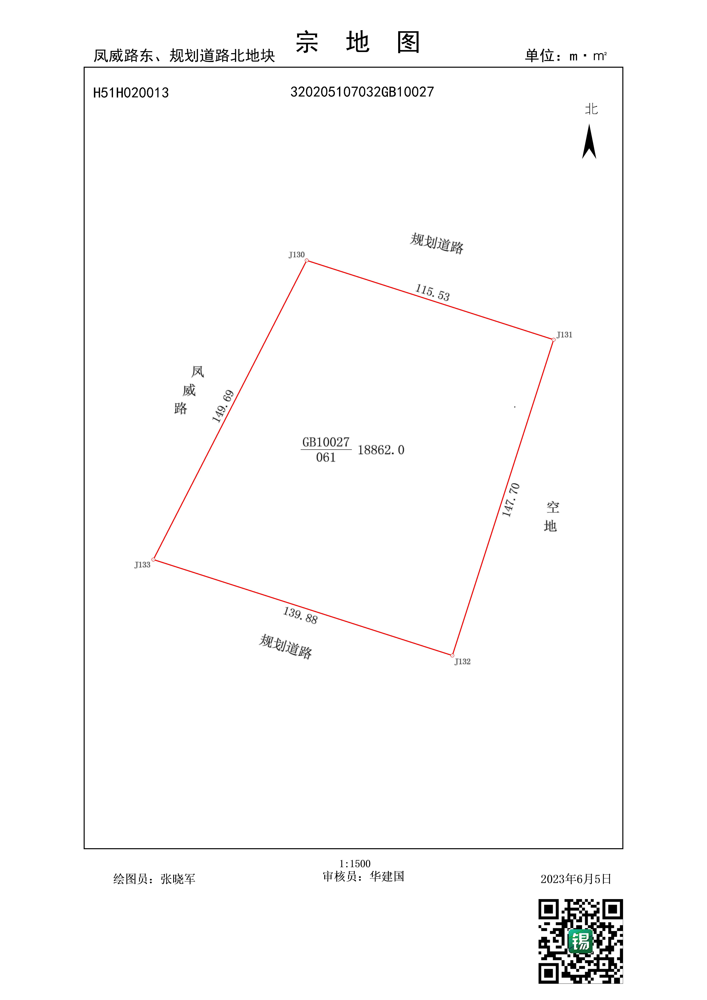 宗 地 图
凤威路东、规划道路北地块
单位：m·m²
H51H020013
320205107032GB10027
北
规划道路
J130
115.53
J131
凤
威
路
149.69
GB10027
061
18862.0
147.70
空
地
J133
139.88
规划道路
J132
1:1500
绘图员：张晓军
审核员：华建国
2023年6月5日
锡